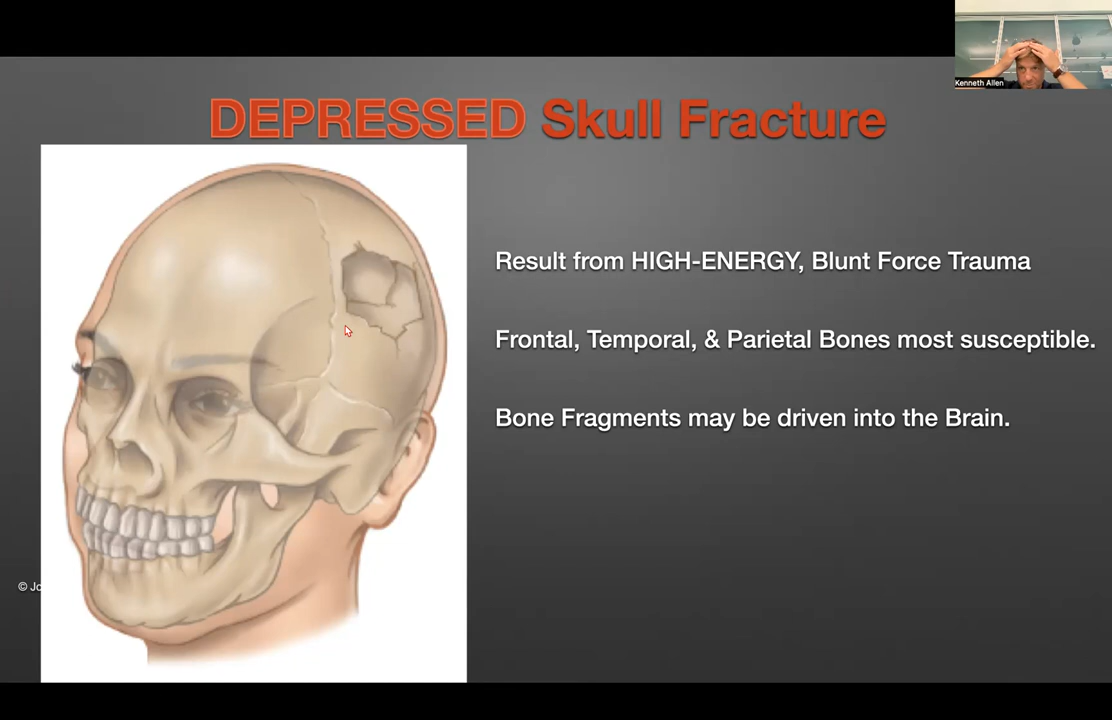 Kenneth Allen
DEPRESSED Skull Fracture
Result from HIGH-ENERGY, Blunt Force Trauma
Frontal, Temporal, & Parietal Bones most susceptible.
Bone Fragments may be driven into the Brain.
©